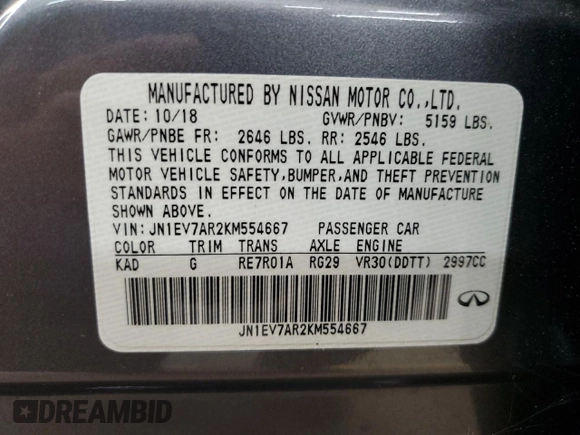 MANUFACTURED BY NISSAN MOTOR CO.,LTD.
DATE: 10/18 GVWR/PNBV: 5159 LBS.
GAWR/PNBE FR: 2646 LBS. RR: 2546 LBS.
THIS VEHICLE CONFORMS TO ALL APPLICABLE FEDERAL
MOTOR VEHICLE SAFETY,BUMPER,AND THEFT PREVENTION
STANDARDS IN EFFECT ON THE DATE OF MANUFACTURE
SHOWN ABOVE.
VIN: JN1EV7AR2KM554667 PASSENGER CAR
COLOR TRIM TRANS AXLE ENGINE
KAD G RE7R01A RG29 VR30(DDTT) 2997CC
JN1EV7AR2KM554667
DREAMBID